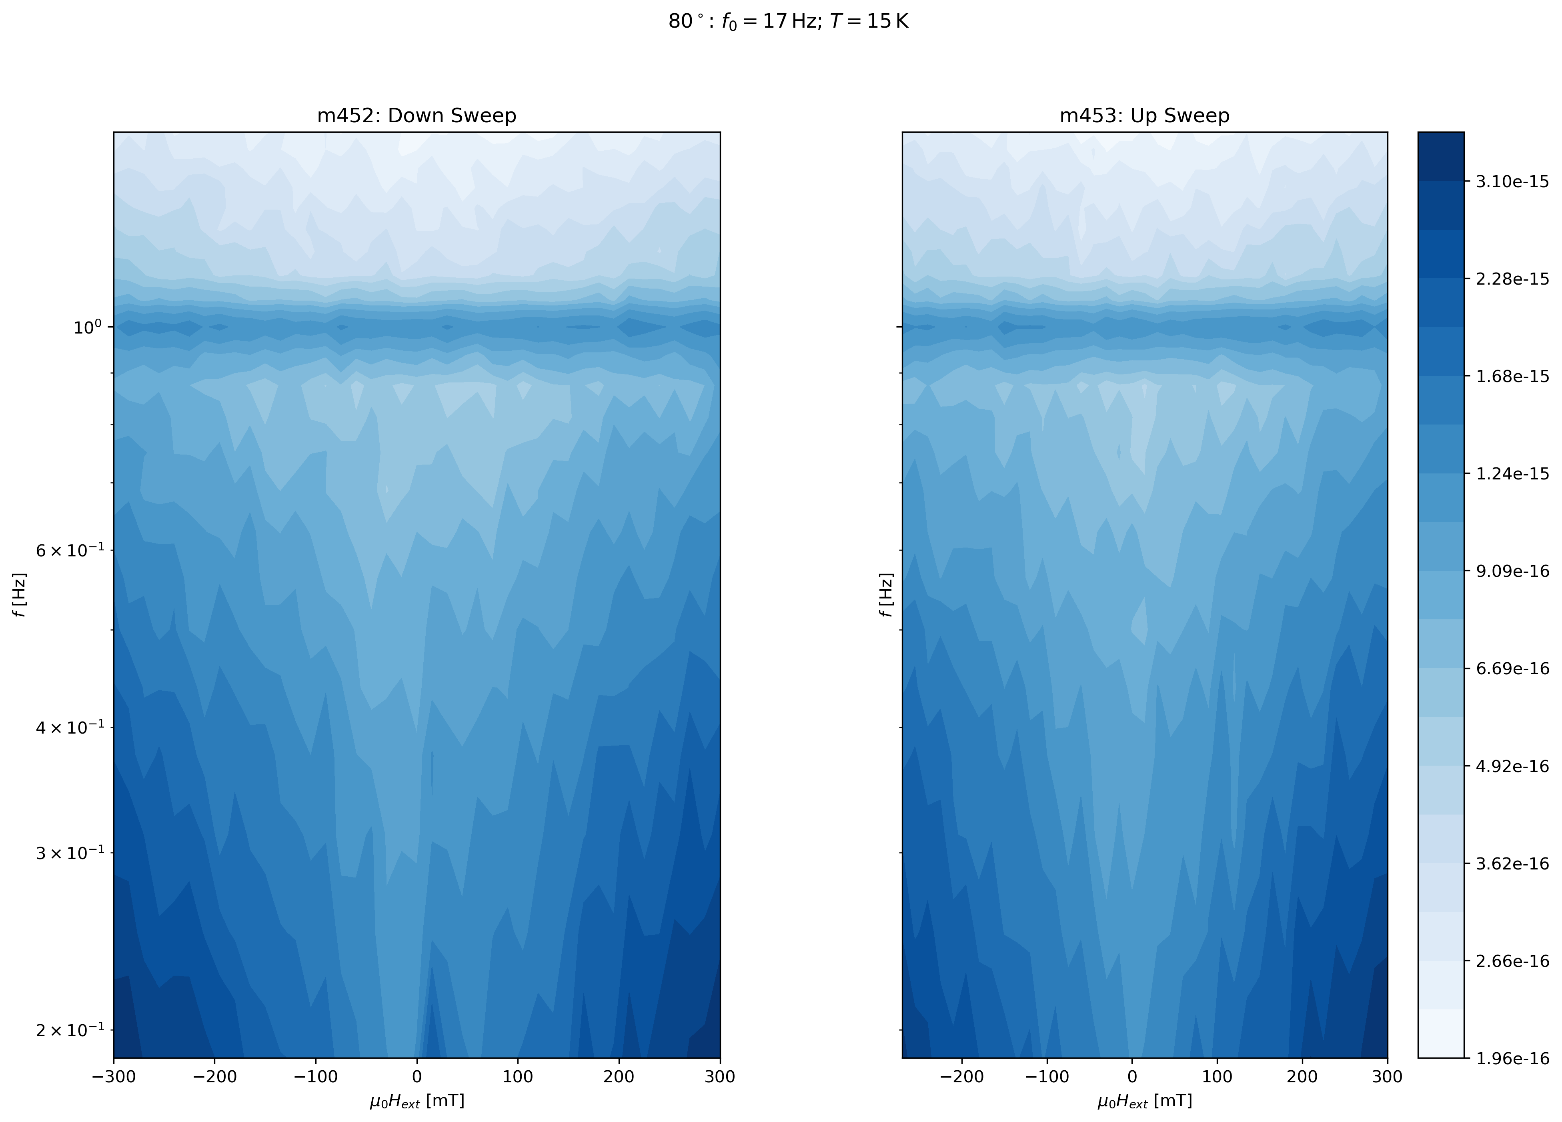 80°: f₀ = 17 Hz; T = 15 K
m452: Down Sweep
m453: Up Sweep
10⁰
6 × 10⁻¹
4 × 10⁻¹
3 × 10⁻¹
2 × 10⁻¹
f [Hz]
f [Hz]
−300 −200 −100 0 100 200 300
−200 −100 0 100 200 300
μ₀Hₑₓₜ [mT]
μ₀Hₑₓₜ [mT]
3.10e-15
2.28e-15
1.68e-15
1.24e-15
9.09e-16
6.69e-16
4.92e-16
3.62e-16
2.66e-16
1.96e-16